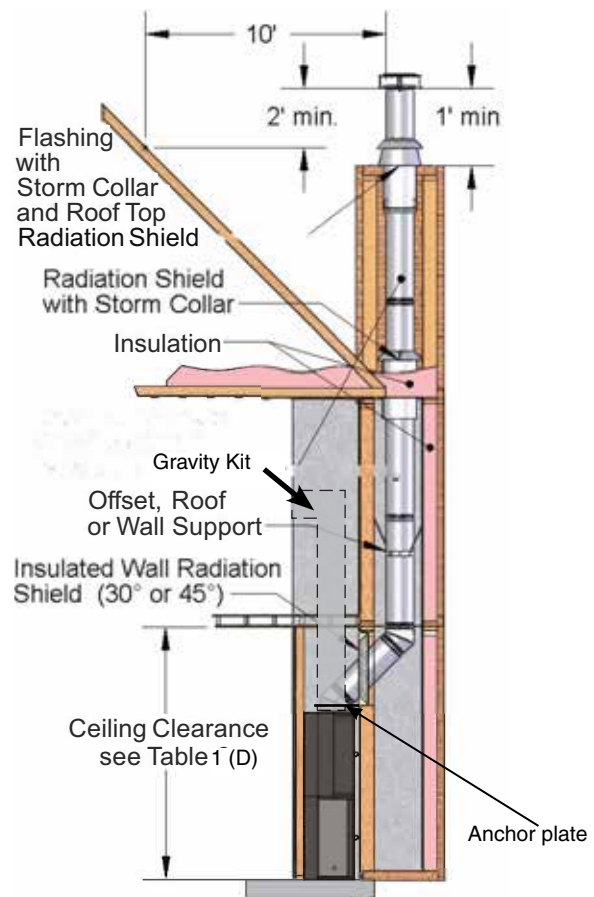 10'
2' min.
1' min
Flashing
with
Storm Collar
and Roof Top
Radiation Shield
Radiation Shield
with Storm Collar
Insulation
Gravity Kit
Offset, Roof
or Wall Support
Insulated Wall Radiation
Shield (30° or 45°)
Ceiling Clearance
see Table 1 (D)
Anchor plate